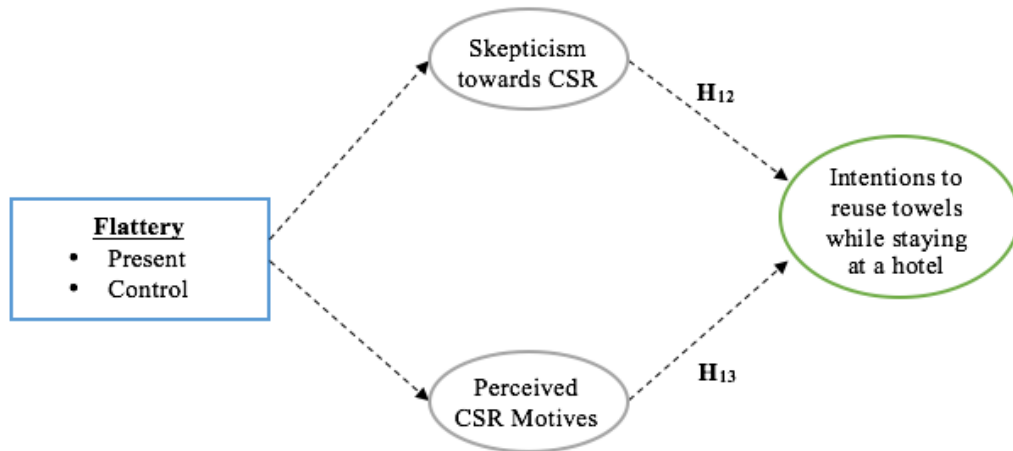 Skepticism
towards CSR
H12
Flattery
• Present
• Control
Intentions to
reuse towels
while staying
at a hotel
H13
Perceived
CSR Motives